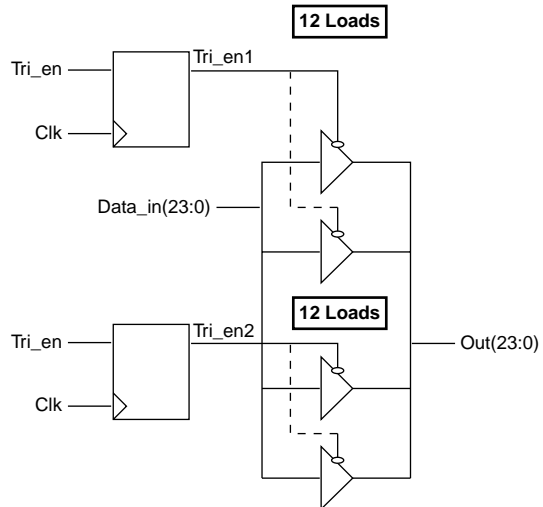 12 Loads
Tri_en
Tri_en1
Clk
Data_in(23:0)
12 Loads
Tri_en
Tri_en2
Out(23:0)
Clk